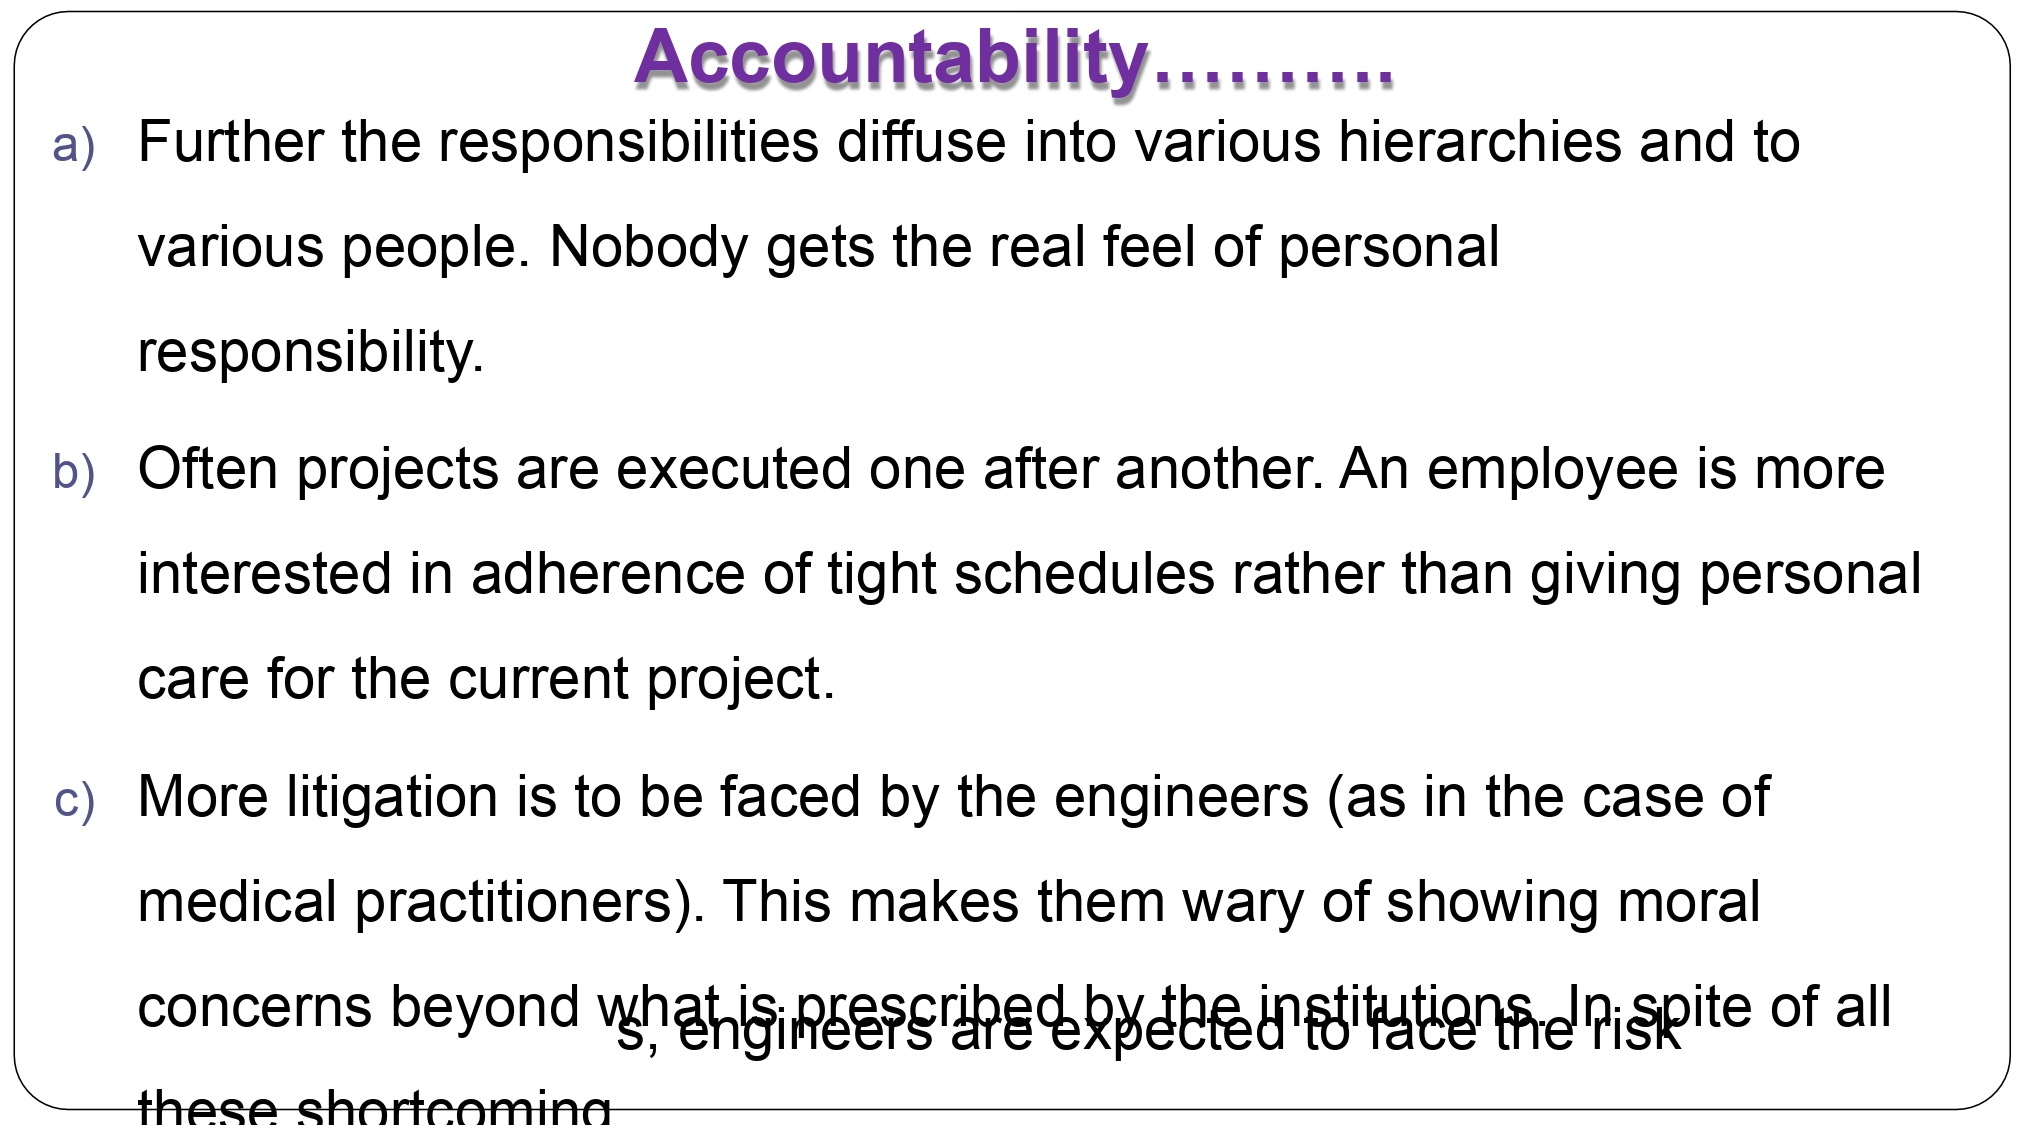 Accountability……….
a) Further the responsibilities diffuse into various hierarchies and to
various people. Nobody gets the real feel of personal
responsibility.
b) Often projects are executed one after another. An employee is more
interested in adherence of tight schedules rather than giving personal
care for the current project.
c) More litigation is to be faced by the engineers (as in the case of
medical practitioners). This makes them wary of showing moral
concerns beyond what is prescribed by the institutions. In spite of all
s, engineers are expected to face the risk
these shortcoming